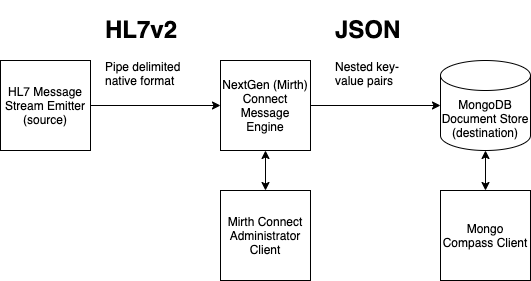 HL7v2
JSON
Pipe delimited
native format
Nested key-
value pairs
HL7 Message
Stream Emitter
(source)
NextGen (Mirth)
Connect
Message
Engine
MongoDB
Document Store
(destination)
Mirth Connect
Administrator
Client
Mongo
Compass Client